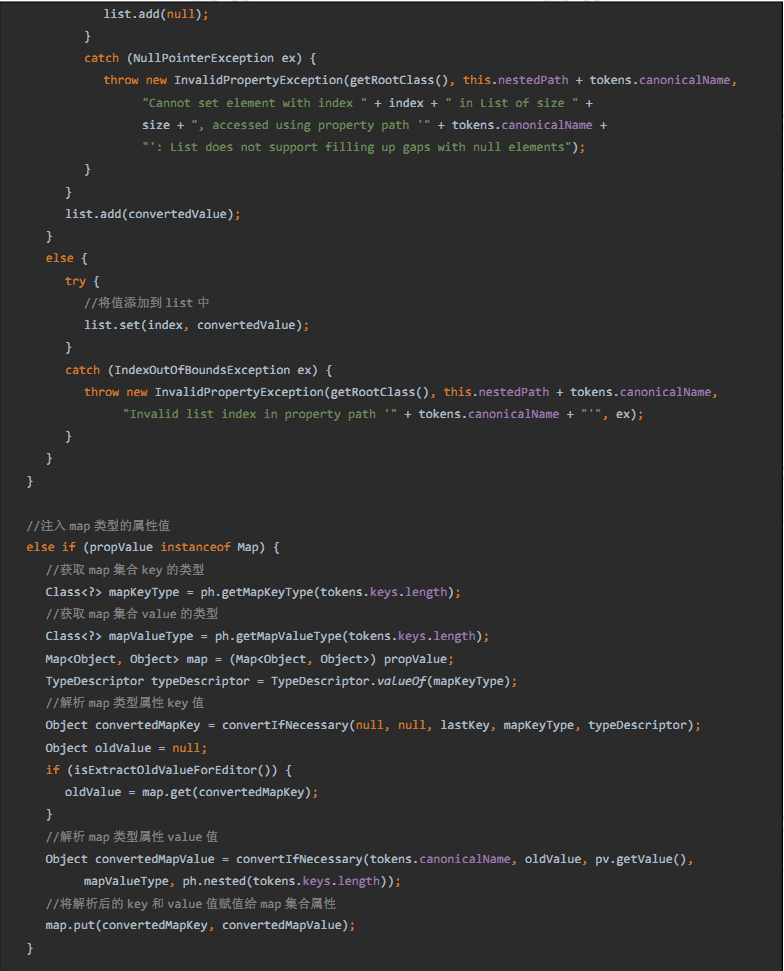 list.add(null);
}
catch (NullPointerException ex) {
throw new InvalidPropertyException(getRootClass(), this.nestedPath + tokens.canonicalName,
"Cannot set element with index " + index + " in List of size " +
size + ", accessed using property path '" + tokens.canonicalName +
"': List does not support filling up gaps with null elements");
}
}
list.add(convertedValue);
}
else {
try {
//将值添加到 list 中
list.set(index, convertedValue);
}
catch (IndexOutOfBoundsException ex) {
throw new InvalidPropertyException(getRootClass(), this.nestedPath + tokens.canonicalName,
"Invalid list index in property path '" + tokens.canonicalName + "'", ex);
}
}
}
//注入 map 类型的属性值
else if (propValue instanceof Map) {
//获取 map 集合 key 的类型
Class<?> mapKeyType = ph.getMapKeyType(tokens.keys.length);
//获取 map 集合 value 的类型
Class<?> mapValueType = ph.getMapValueType(tokens.keys.length);
Map<Object, Object> map = (Map<Object, Object>) propValue;
TypeDescriptor typeDescriptor = TypeDescriptor.valueOf(mapKeyType);
//解析 map 类型属性 key 值
Object convertedMapKey = convertIfNecessary(null, null, lastKey, mapKeyType, typeDescriptor);
Object oldValue = null;
if (isExtractOldValueForEditor()) {
oldValue = map.get(convertedMapKey);
}
//解析 map 类型属性 value 值
Object convertedMapValue = convertIfNecessary(tokens.canonicalName, oldValue, pv.getValue(),
mapValueType, ph.nested(tokens.keys.length));
//将解析后的 key 和 value 值赋值给 map 集合属性
map.put(convertedMapKey, convertedMapValue);
}